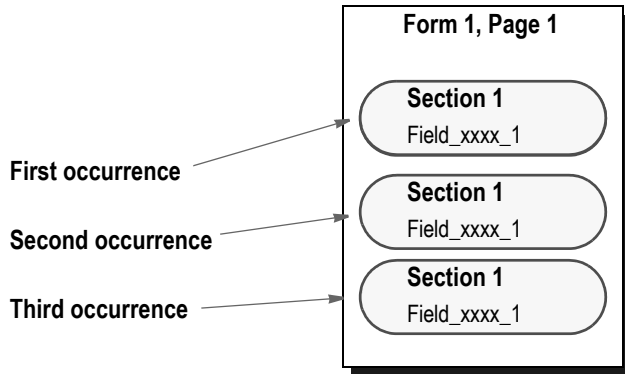 Form 1, Page 1
Section 1
Field_xxxx_1
First occurrence
Section 1
Field_xxxx_1
Second occurrence
Section 1
Field_xxxx_1
Third occurrence